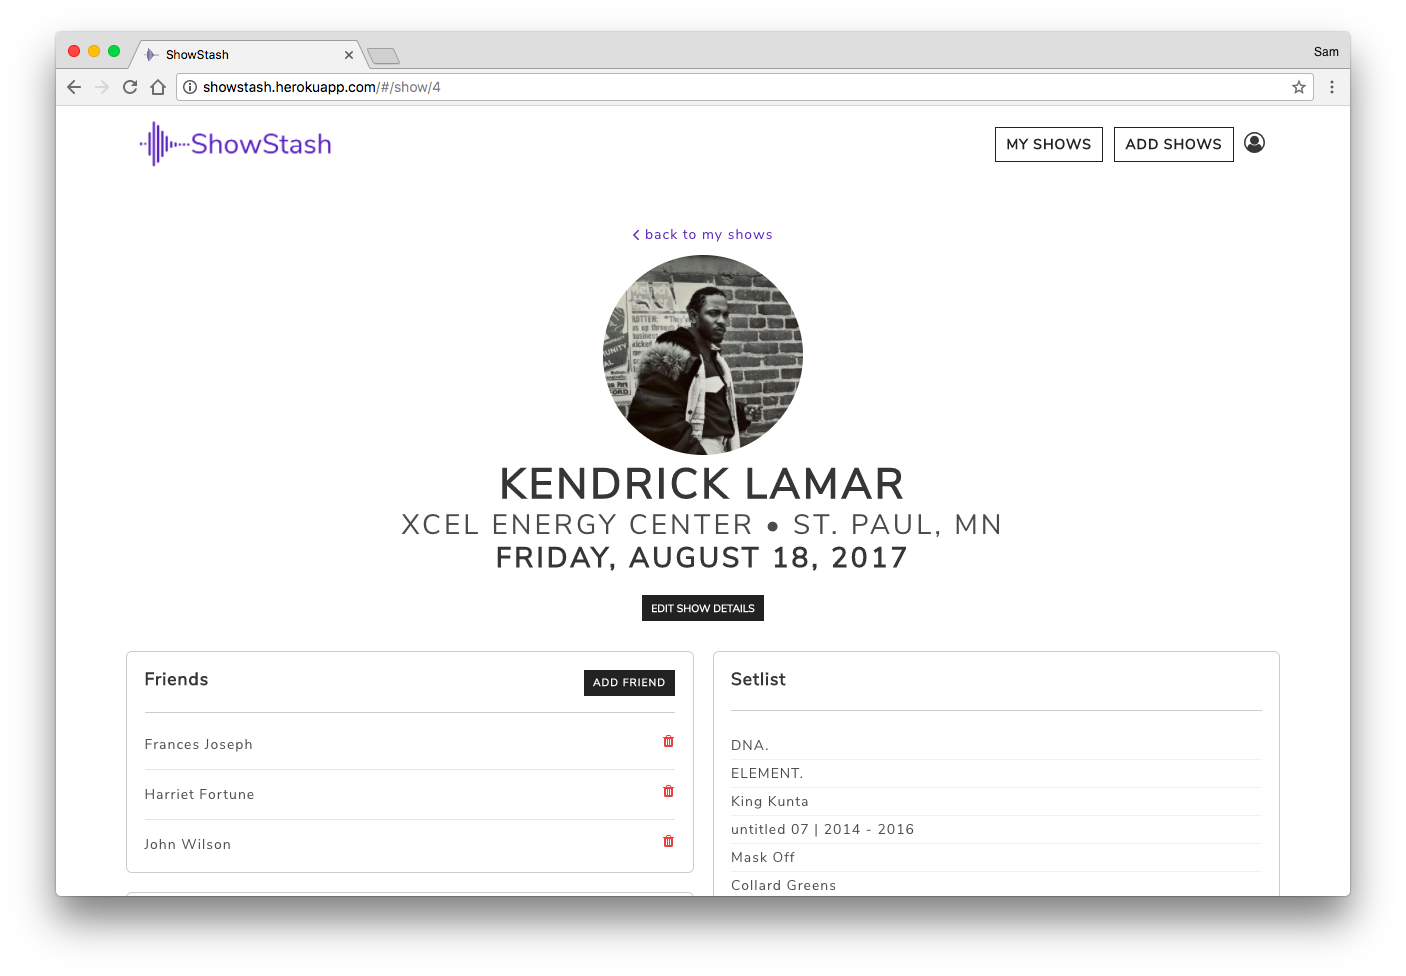 ShowStash
Sam
showstash.herokuapp.com/#/show/4
ShowStash
MY SHOWS
ADD SHOWS
back to my shows
KENDRICK LAMAR
XCEL ENERGY CENTER • ST. PAUL, MN
FRIDAY, AUGUST 18, 2017
EDIT SHOW DETAILS
Friends
ADD FRIEND
Frances Joseph
Harriet Fortune
John Wilson
Setlist
DNA.
ELEMENT.
King Kunta
untitled 07 | 2014 - 2016
Mask Off
Collard Greens